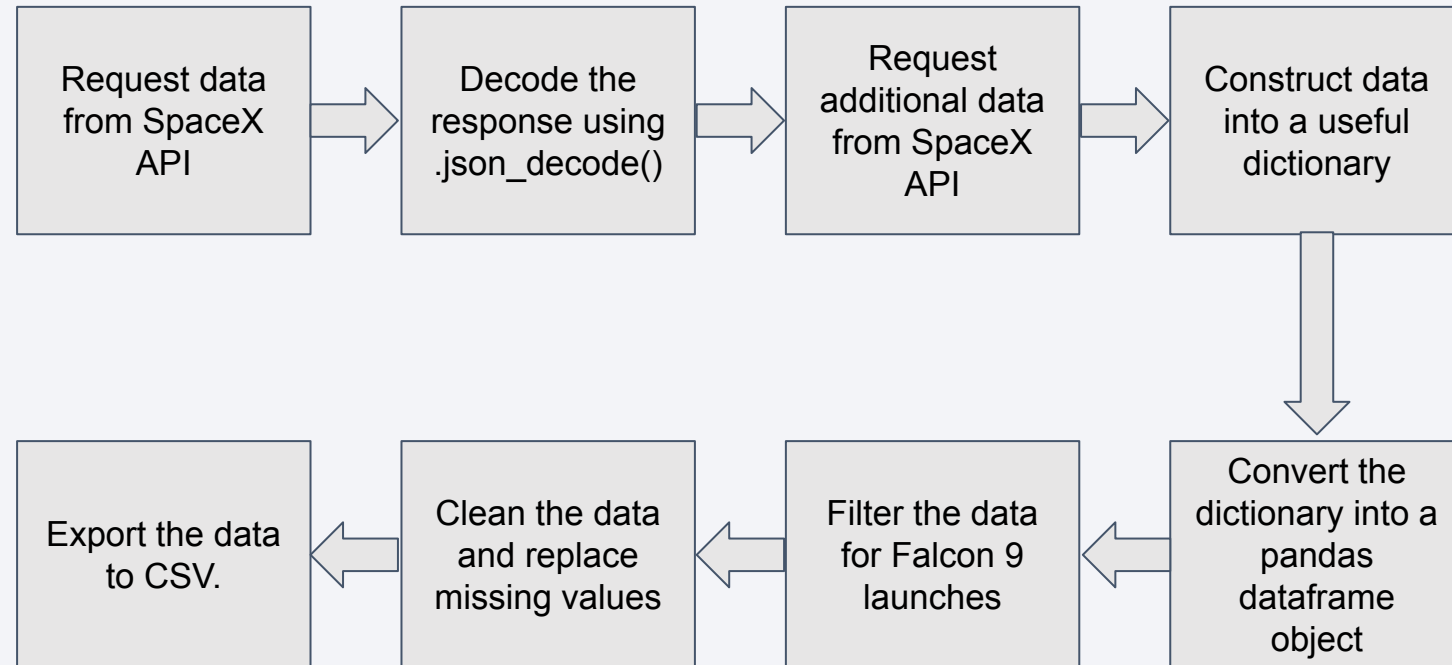 Request data
from SpaceX
API
Decode the
response using
.json_decode()
Request
additional data
from SpaceX
API
Construct data
into a useful
dictionary
Convert the
dictionary into a
pandas
dataframe
object
Filter the data
for Falcon 9
launches
Clean the data
and replace
missing values
Export the data
to CSV.